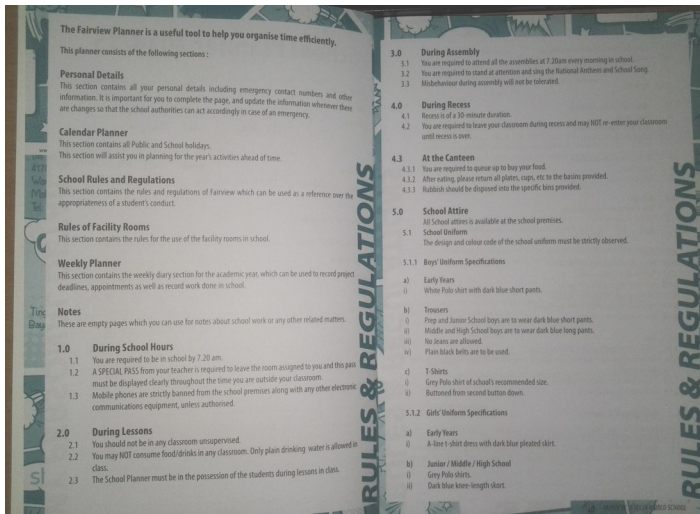 The Fairview Planner is a useful tool to help you organise time efficiently.
This planner consists of the following sections :
Personal Details
This section contains all your personal details including emergency contact numbers and other
information. It is important for you to complete the page, and update the information whenever there
are changes so that the school authorities can act accordingly in case of an emergency.
Calendar Planner
This section contains all Public and School holidays.
This section will assist you in planning for the year's activities ahead of time.
School Rules and Regulations
This section contains the rules and regulations of Fairview which can be used as a reference over the
appropriateness of a student's conduct.
Rules of Facility Rooms
This section contains the rules for the use of the facility rooms in school.
Weekly Planner
This section contains the weekly diary section for the academic year which can be used to record project
deadlines, appointments as well as record work done in school.
Notes
These are empty pages which you can use for notes about school work or any other related matters.
1.0 During School Hours
1.1 You are required to be in school by 7.20 am.
1.2 A SPECIAL PASS from your teacher is required to leave the room assigned to you and this pass
must be displayed clearly throughout the time you are outside your classroom.
1.3 Mobile phones are strictly banned from the school premises along with any other electronic
communications equipment, unless authorised.
2.0 During Lessons
2.1 You should not be in any classroom unsupervised.
2.2 You may NOT consume food/drinks in any classroom. Only plain drinking water is allowed in
class.
2.3 The School Planner must be in the possession of the students during lessons in class.
RULES & REGULATIONS
3.0 During Assembly
3.1 You are required to attend all the assemblies at 7.20am every morning in school.
3.2 You are required to stand at attention and sing the National Anthem and School Song.
3.3 Misbehaviour during assembly will not be tolerated.
4.0 During Recess
4.1 Recess is of a 30-minute duration.
4.2 You are required to leave your classroom during recess and may NOT re-enter your classroom
until recess is over.
4.3 At the Canteen
4.3.1 You are required to queue up to buy your food.
4.3.2 After eating, please return all plates, cups, etc to the basins provided.
4.3.3 Rubbish should be disposed into the specific bins provided.
5.0 School Attire
All School attires is available at the school premises.
5.1 School Uniform
The design and colour code of the school uniform must be strictly observed.
5.1.1 Boys' Uniform Specifications
a) Early Years
i) White Polo shirt with dark blue short pants.
b) Trousers
i) Prep and Junior School boys are to wear dark blue short pants.
ii) Middle and High School boys are to wear dark blue long pants.
iii) No Jeans are allowed.
iv) Plain black belts are to be used.
c) T-Shirts
i) Grey Polo shirt of school's recommended size.
ii) Buttoned from second button down.
5.1.2 Girls' Uniform Specifications
a) Early Years
i) A-line t-shirt dress with dark blue pleated skirt.
b) Junior / Middle / High School
i) Grey Polo shirts.
ii) Dark blue knee-length skort.
RULES & REGULATIONS
WORLD SCHOOL